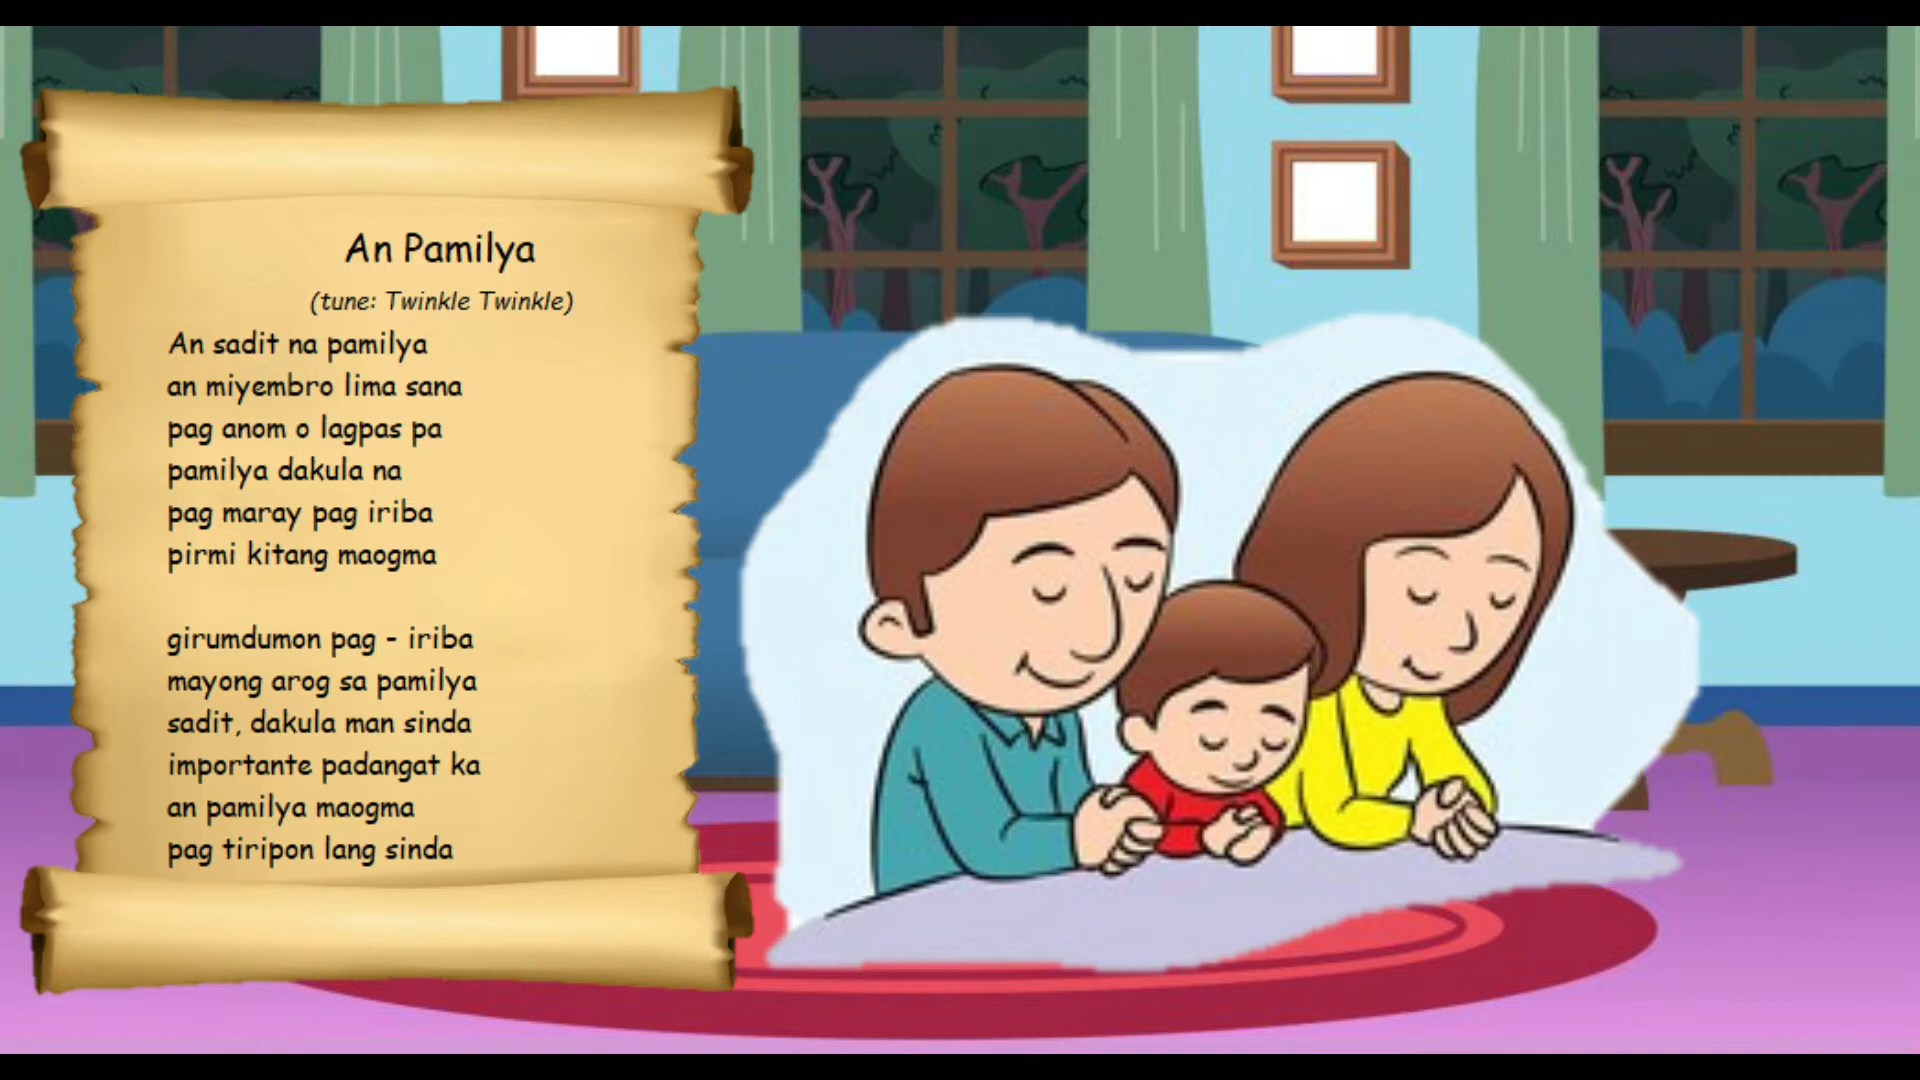 An Pamilya
(tune: Twinkle Twinkle)
An sadit na pamilya
an miyembro lima sana
pag anom o lagpas pa
pamilya dakula na
pag maray pag iriba
pirmi kitang maogma
girumdumon pag - iriba
mayong arog sa pamilya
sadit, dakula man sinda
importante padangat ka
an pamilya maogma
pag tiripon lang sinda